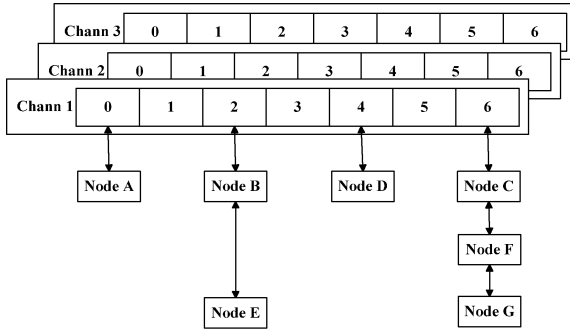 Chann 3 0 1 2 3 4 5 6
Chann 2 0 1 2 3 4 5 6
Chann 1 0 1 2 3 4 5 6
Node A Node B Node D Node C
Node F
Node E Node G